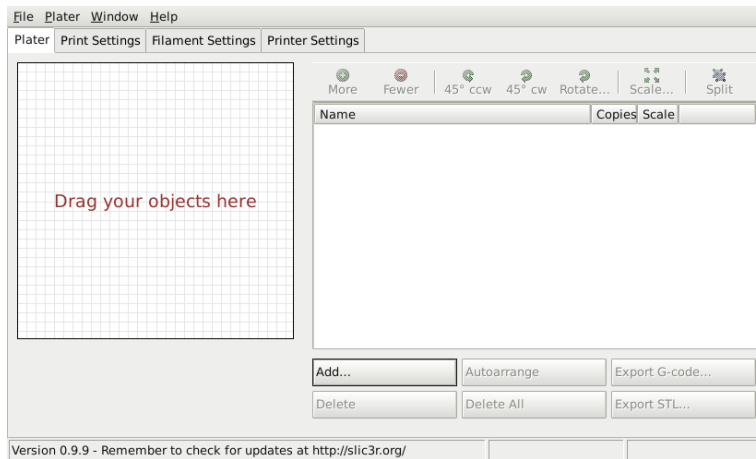 File Plater Window Help
Plater Print Settings Filament Settings Printer Settings
More Fewer 45° ccw 45° cw Rotate... Scale... Split
Name Copies Scale
Drag your objects here
Add... Autoarrange Export G-code...
Delete Delete All Export STL...
Version 0.9.9 - Remember to check for updates at http://slic3r.org/